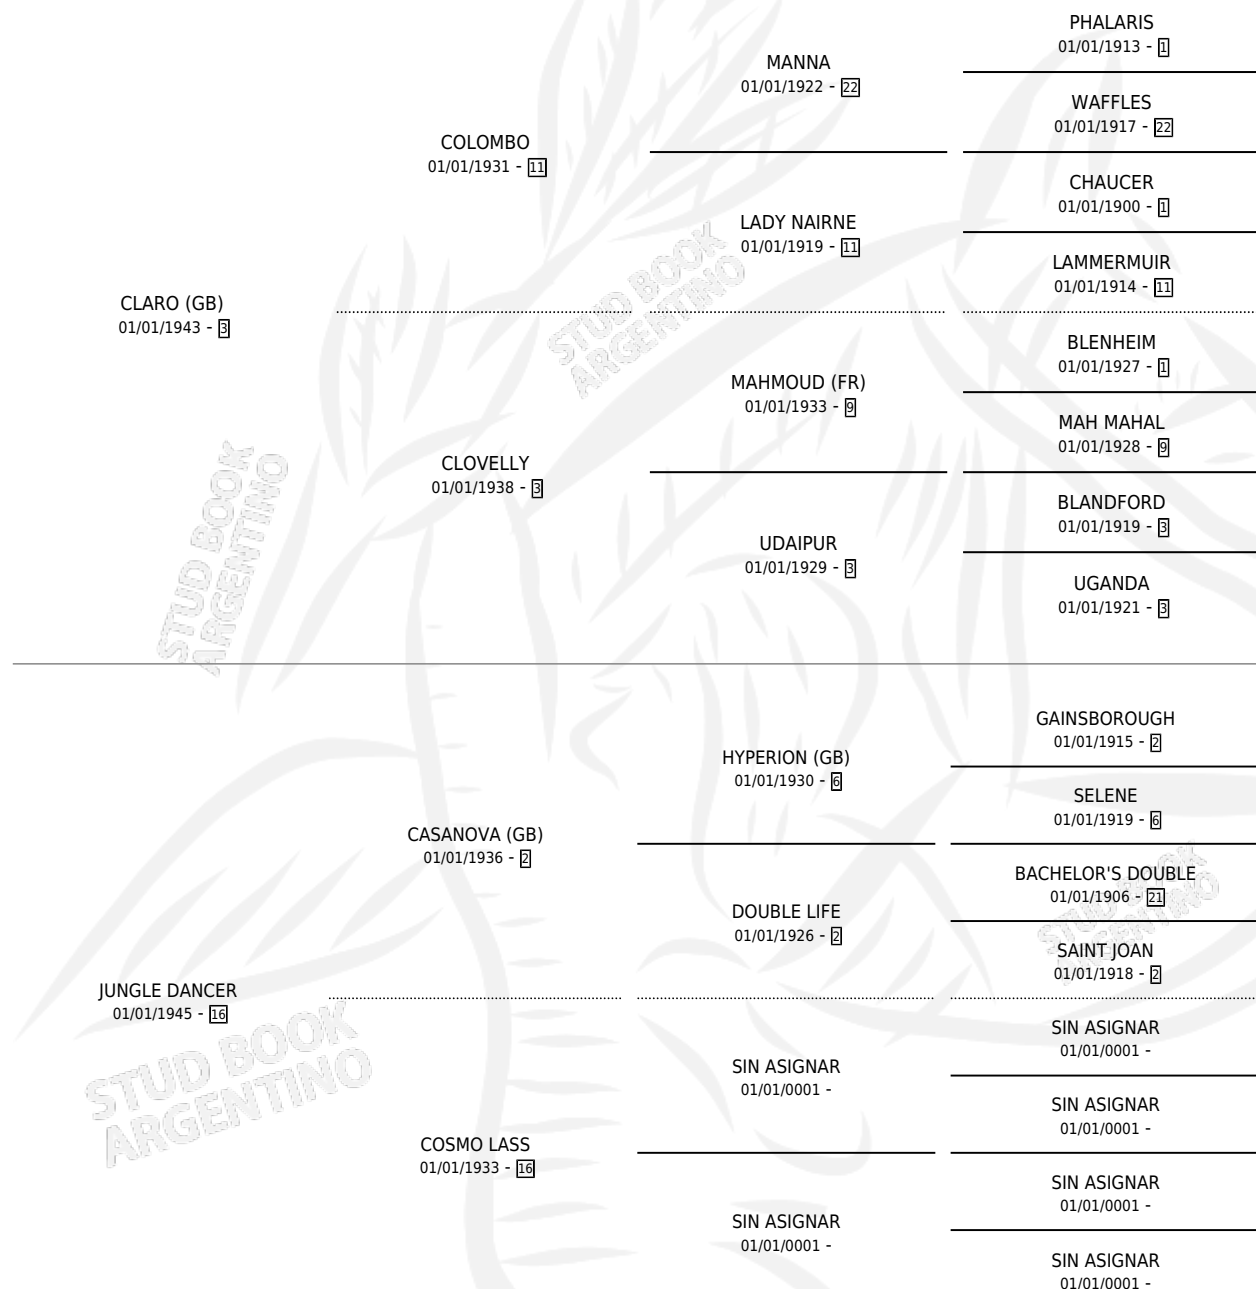 PHALARIS
01/01/1913 - 1
MANNA
01/01/1922 - 22
WAFFLES
01/01/1917 - 22
COLOMBO
01/01/1931 - 11
CHAUCER
01/01/1900 - 1
LADY NAIRNE
01/01/1919 - 11
LAMMERMUIR
01/01/1914 - 11
CLARO (GB)
01/01/1943 - 3
BLENHEIM
01/01/1927 - 1
MAHMOUD (FR)
01/01/1933 - 9
MAH MAHAL
01/01/1928 - 9
CLOVELLY
01/01/1938 - 3
BLANDFORD
01/01/1919 - 3
UDAIPUR
01/01/1929 - 3
UGANDA
01/01/1921 - 3
STUD BOOK
ARGENTINO
STUD BOOK
ARGENTINO
GAINSBOROUGH
01/01/1915 - 2
HYPERION (GB)
01/01/1930 - 6
SELENE
01/01/1919 - 6
CASANOVA (GB)
01/01/1936 - 2
BACHELOR'S DOUBLE
01/01/1906 - 21
DOUBLE LIFE
01/01/1926 - 2
SAINT JOAN
01/01/1918 - 2
STUD BOOK
ARGENTINO
JUNGLE DANCER
01/01/1945 - 16
SIN ASIGNAR
01/01/0001 -
SIN ASIGNAR
01/01/0001 -
SIN ASIGNAR
01/01/0001 -
COSMO LASS
01/01/1933 - 16
SIN ASIGNAR
01/01/0001 -
SIN ASIGNAR
01/01/0001 -
SIN ASIGNAR
01/01/0001 -
STUD BOOK
ARGENTINO